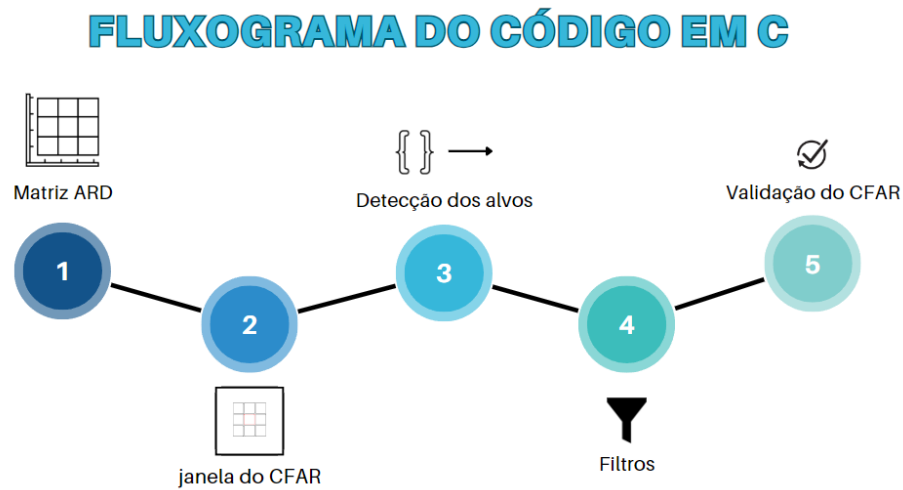 FLUXOGRAMA DO CÓDIGO EM C
Matriz ARD
Detecção dos alvos
Validação do CFAR
1
2
3
4
5
janela do CFAR
Filtros